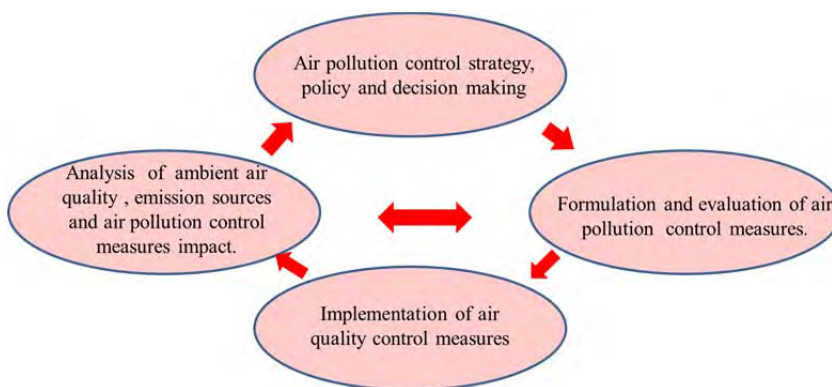 Air pollution control strategy,
policy and decision making
Analysis of ambient air
quality , emission sources
and air pollution control
measures impact.
Formulation and evaluation of air
pollution control measures.
Implementation of air
quality control measures